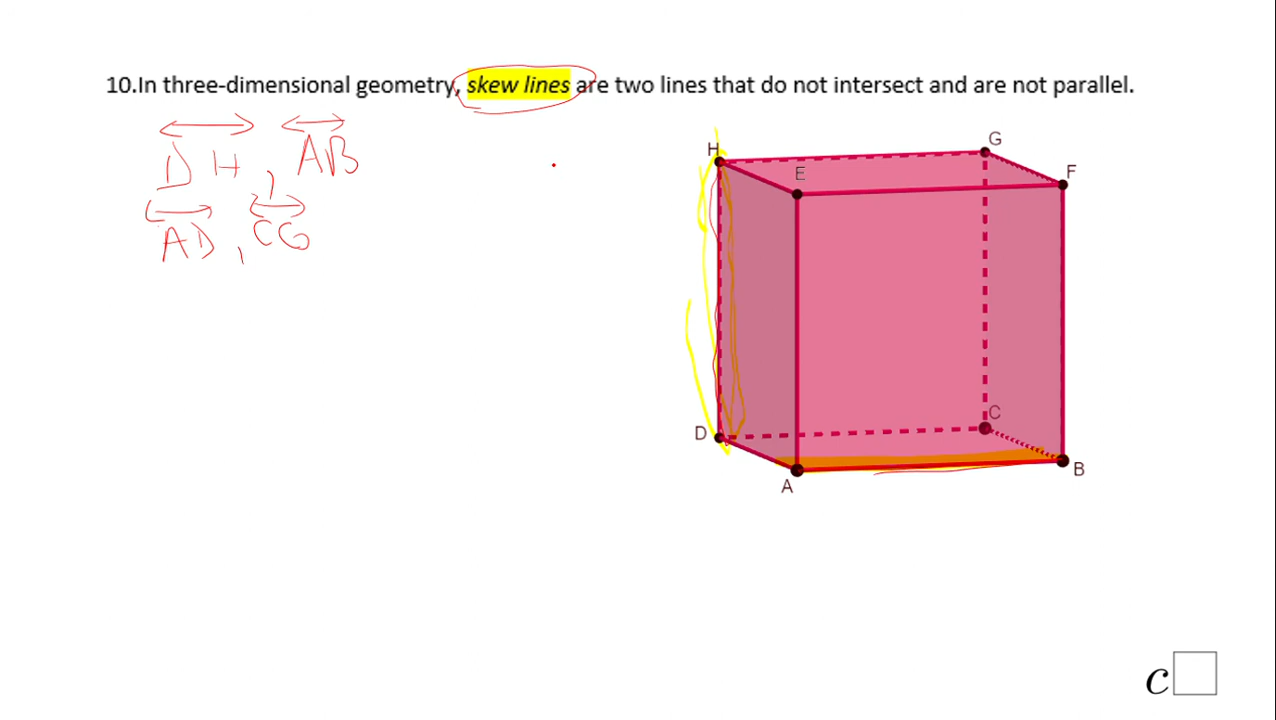 10.In three-dimensional geometry, skew lines are two lines that do not intersect and are not parallel.
DH, AB
AD, CG
H
G
E
F
D
C
A
B
c